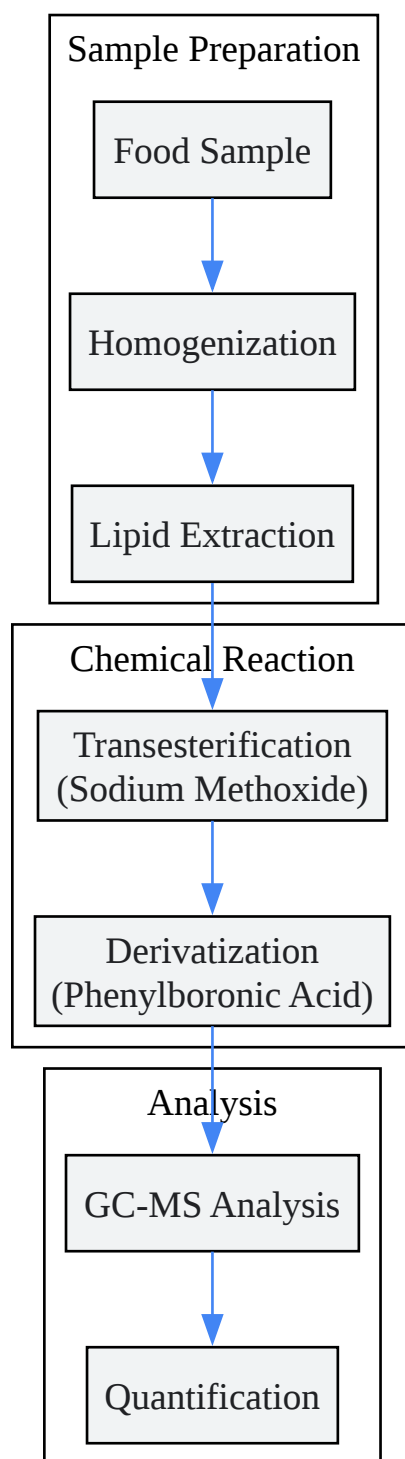 Sample Preparation
Food Sample
Homogenization
Lipid Extraction
Chemical Reaction
Transesterification
(Sodium Methoxide)
Derivatization
(Phenylboronic Acid)
Analysis
GC-MS Analysis
Quantification